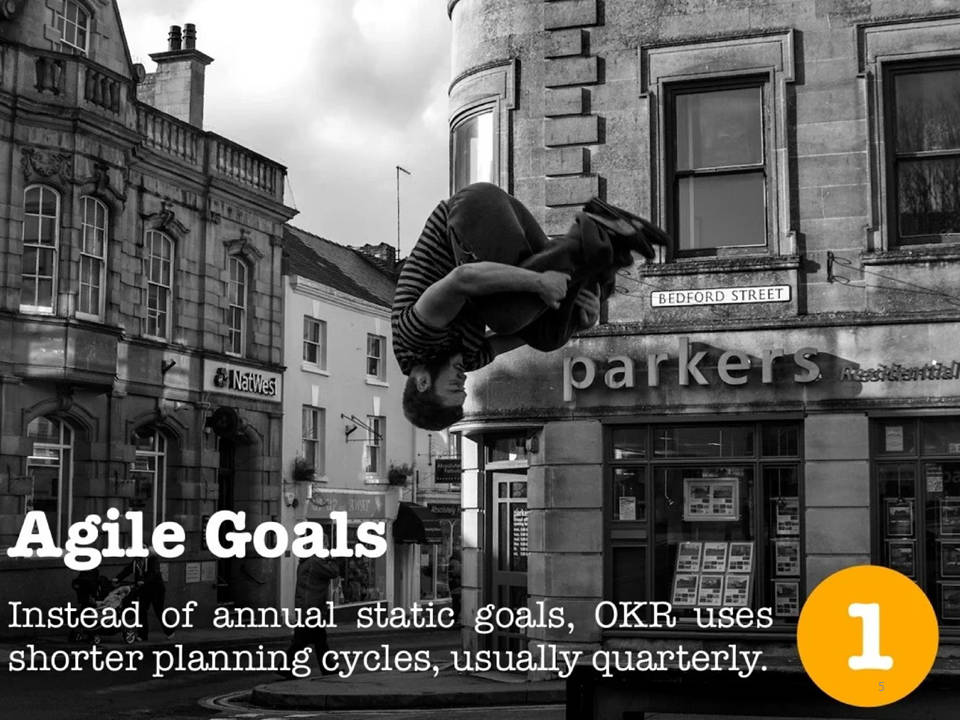 BEDFORD STREET
parkers Residential
NatWest
Agile Goals
Instead of annual static goals, OKR uses
shorter planning cycles, usually quarterly.
1
5